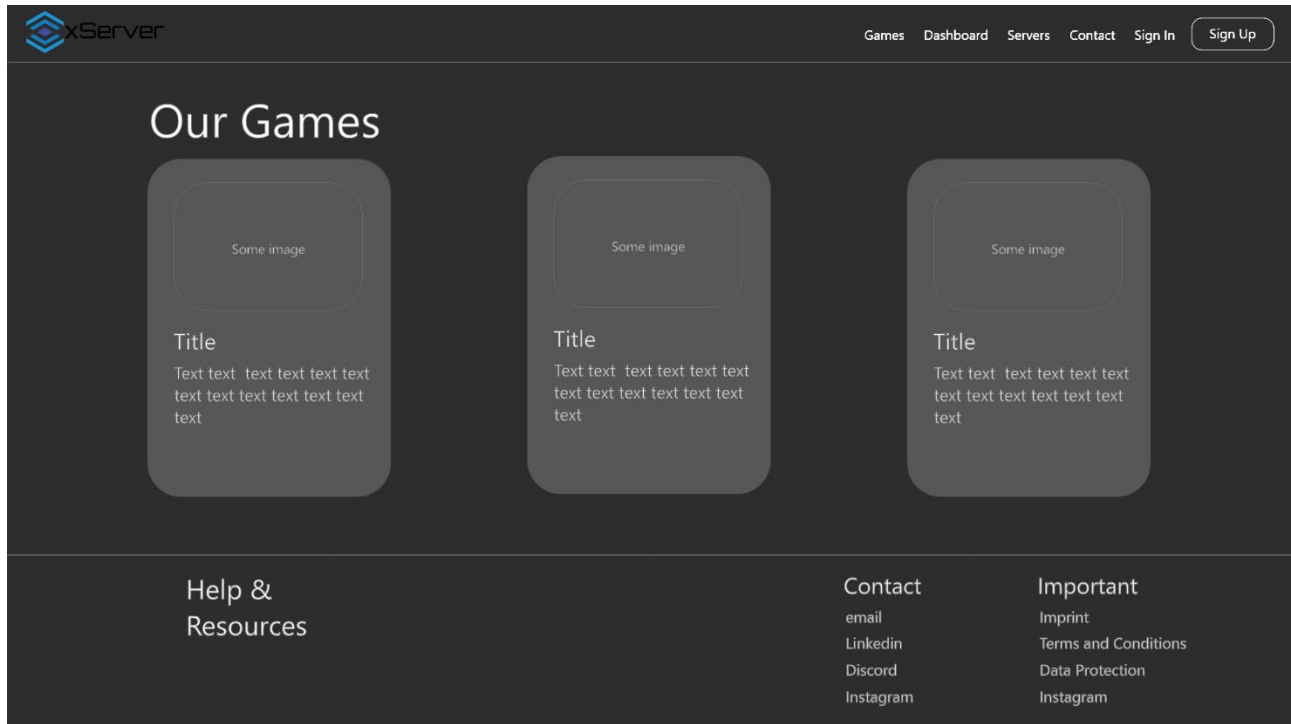 xServer
Games Dashboard Servers Contact Sign In Sign Up
Our Games
Some image
Title
Text text  text text text text
text text text text text text
text
Some image
Title
Text text  text text text text
text text text text text text
text
Some image
Title
Text text  text text text text
text text text text text text
text
Help &
Resources
Contact
email
Linkedin
Discord
Instagram
Important
Imprint
Terms and Conditions
Data Protection
Instagram